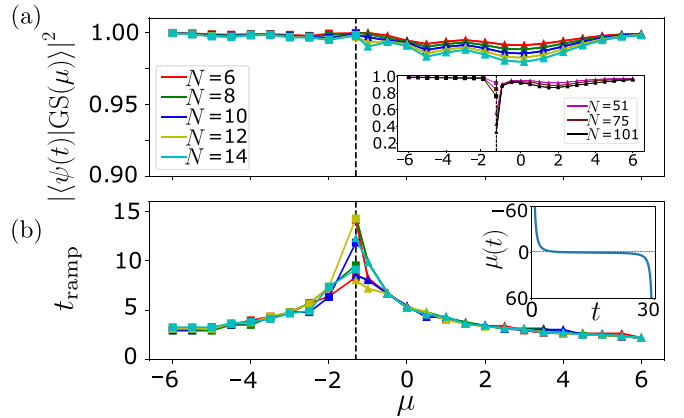 (a)
|⟨ψ(t)|GS(μ)⟩|²
1.00
0.95
0.90
N = 6
N = 8
N = 10
N = 12
N = 14
1.0
0.8
0.6
0.4
0.2
−6 −4 −2 0 2 4 6
N = 51
N = 75
N = 101
(b)
t_ramp
15
10
5
0
−6 −4 −2 0 2 4 6
μ
μ(t)
−60
0
60
0 t 30